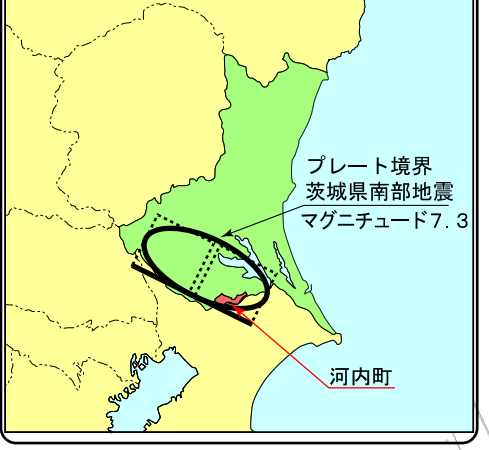 プレート境界
茨城県南部地震
マグニチュード７.３
河内町